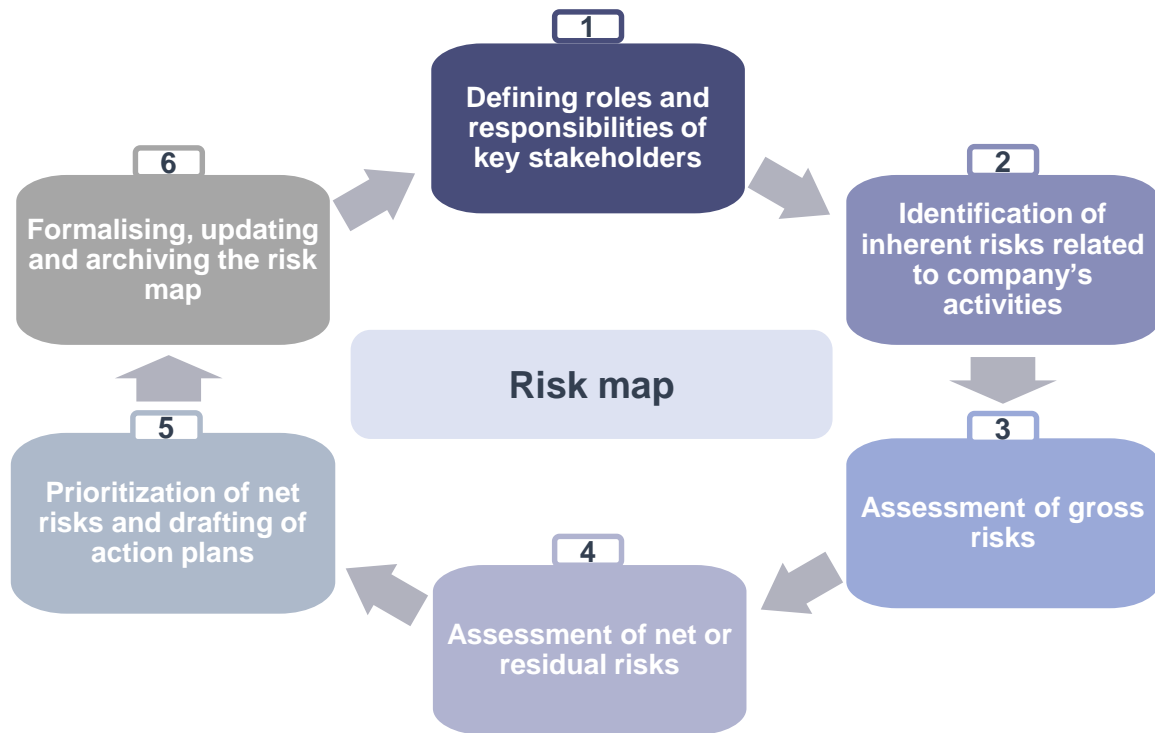 1
Defining roles and
responsibilities of
key stakeholders
2
Identification of
inherent risks related
to company’s
activities
3
Assessment of gross
risks
4
Assessment of net or
residual risks
5
Prioritization of net
risks and drafting of
action plans
6
Formalising, updating
and archiving the risk
map
Risk map